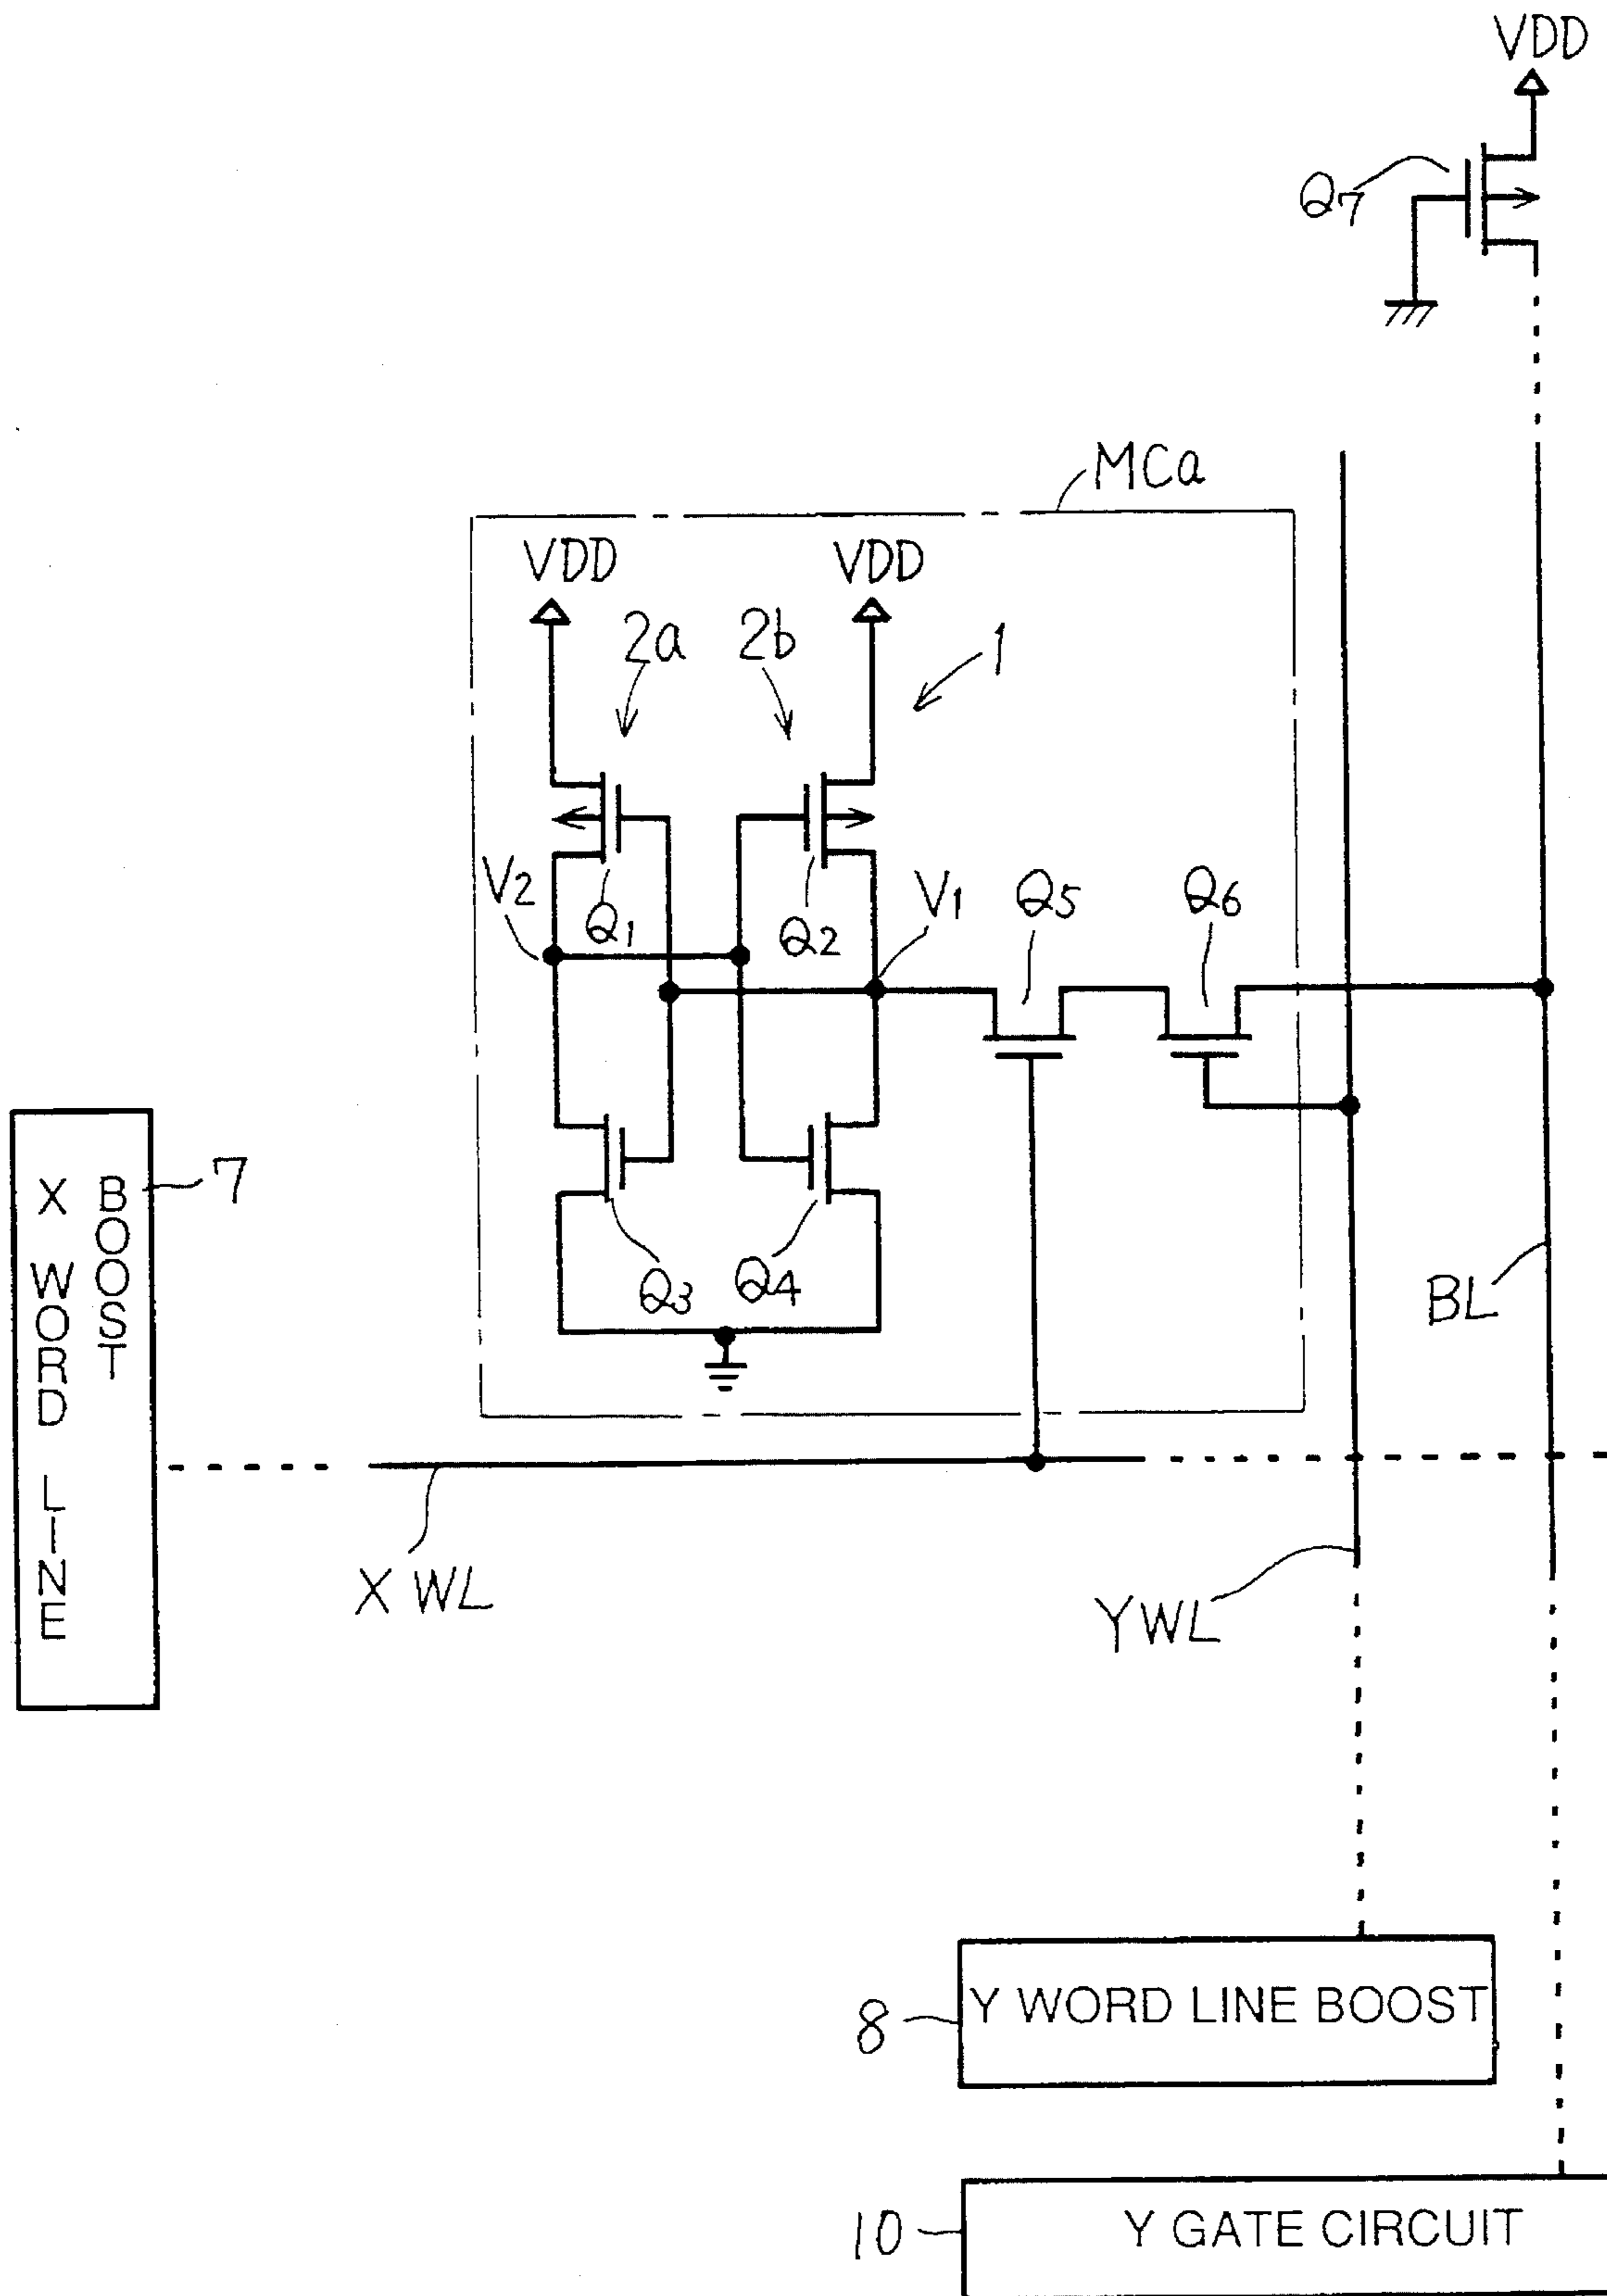 VDD
Q7
MCa
VDD
VDD
2a
2b
1
V2
Q1
Q2
V1
Q5
Q6
X WORD LINE
BOOST
7
Q3
Q4
BL
X WL
YWL
8
Y WORD LINE BOOST
10
Y GATE CIRCUIT